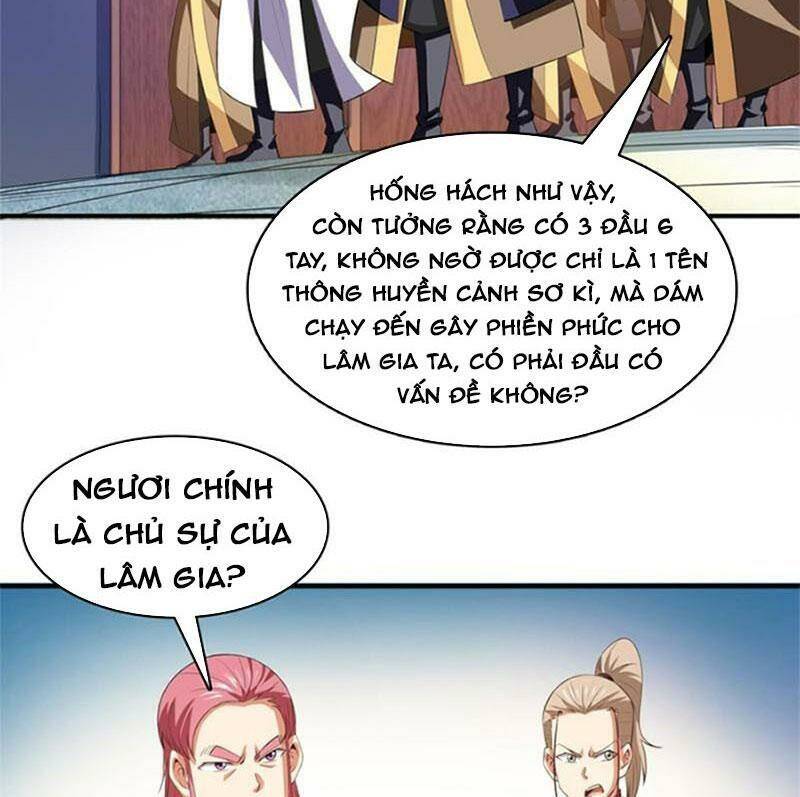 HỐNG HÁCH NHƯ VẬY,
CÒN TƯỞNG RẰNG CÓ 3 ĐẦU 6
TAY, KHÔNG NGỜ ĐƯỢC CHỈ LÀ 1 TÊN
THÔNG HUYỀN CẢNH SƠ KÌ, MÀ DÁM
CHẠY ĐẾN GÂY PHIỀN PHỨC CHO
LÂM GIA TA, CÓ PHẢI ĐẦU CÓ
VẤN ĐỀ KHÔNG?
NGƯƠI CHÍNH
LÀ CHỦ SỰ CỦA
LÂM GIA?